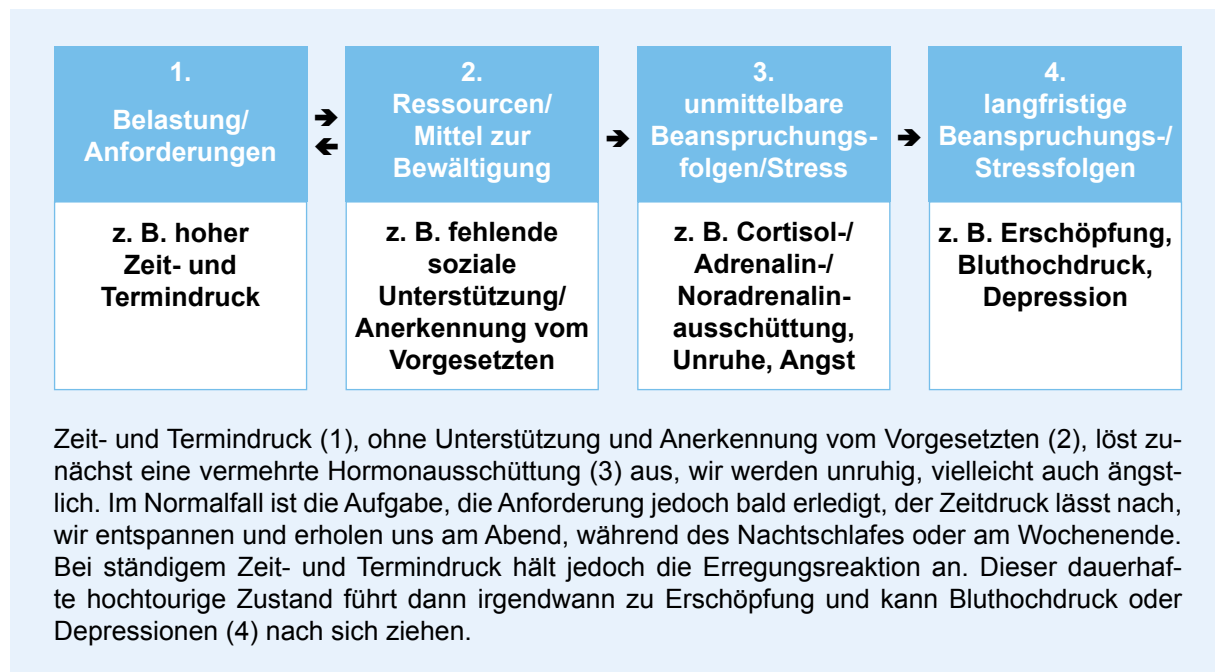 1.
Belastung/
Anforderungen
z. B. hoher
Zeit- und
Termindruck
2.
Ressourcen/
Mittel zur
Bewältigung
z. B. fehlende
soziale
Unterstützung/
Anerkennung vom
Vorgesetzten
3.
unmittelbare
Beanspruchungs-
folgen/Stress
z. B. Cortisol-/
Adrenalin-/
Noradrenalin-
ausschüttung,
Unruhe, Angst
4.
langfristige
Beanspruchungs-/
Stressfolgen
z. B. Erschöpfung,
Bluthochdruck,
Depression
Zeit- und Termindruck (1), ohne Unterstützung und Anerkennung vom Vorgesetzten (2), löst zu-
nächst eine vermehrte Hormonausschüttung (3) aus, wir werden unruhig, vielleicht auch ängst-
lich. Im Normalfall ist die Aufgabe, die Anforderung jedoch bald erledigt, der Zeitdruck lässt nach,
wir entspannen und erholen uns am Abend, während des Nachtschlafes oder am Wochenende.
Bei ständigem Zeit- und Termindruck hält jedoch die Erregungsreaktion an. Dieser dauerhaf-
te hochtourige Zustand führt dann irgendwann zu Erschöpfung und kann Bluthochdruck oder
Depressionen (4) nach sich ziehen.